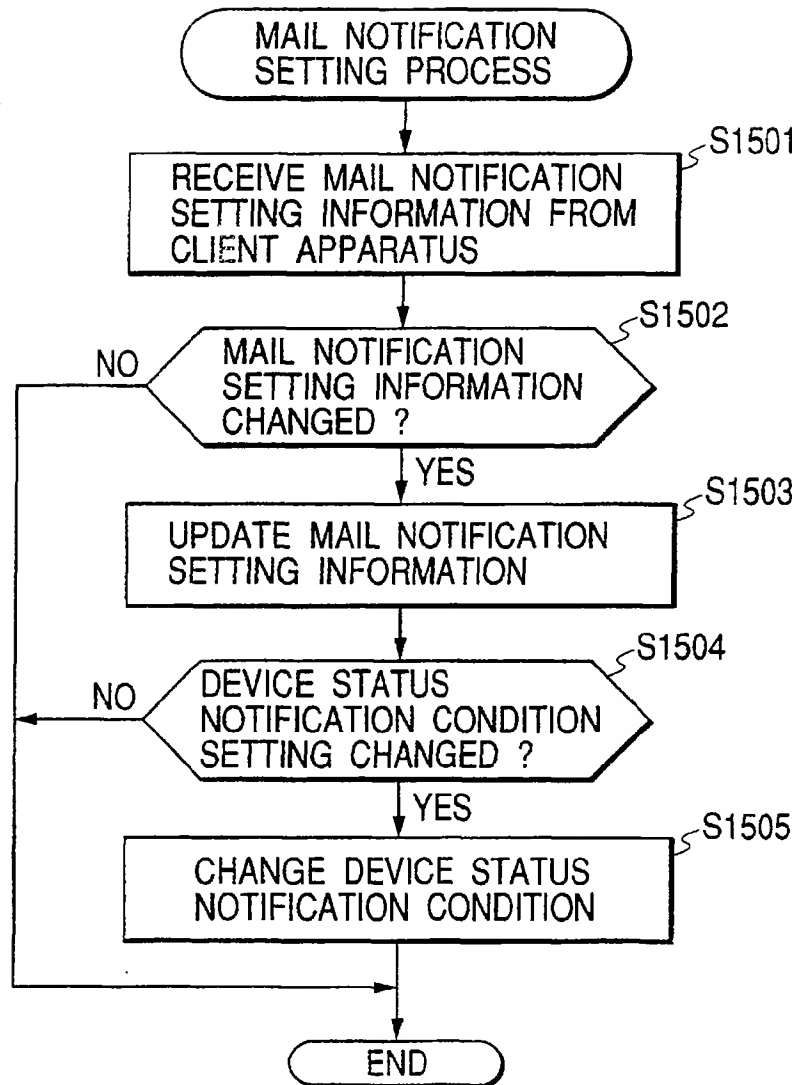 MAIL NOTIFICATION
SETTING PROCESS
S1501
RECEIVE MAIL NOTIFICATION
SETTING INFORMATION FROM
CLIENT APPARATUS
S1502
NO
MAIL NOTIFICATION
SETTING INFORMATION
CHANGED ?
YES
S1503
UPDATE MAIL NOTIFICATION
SETTING INFORMATION
S1504
NO
DEVICE STATUS
NOTIFICATION CONDITION
SETTING CHANGED ?
YES
S1505
CHANGE DEVICE STATUS
NOTIFICATION CONDITION
END